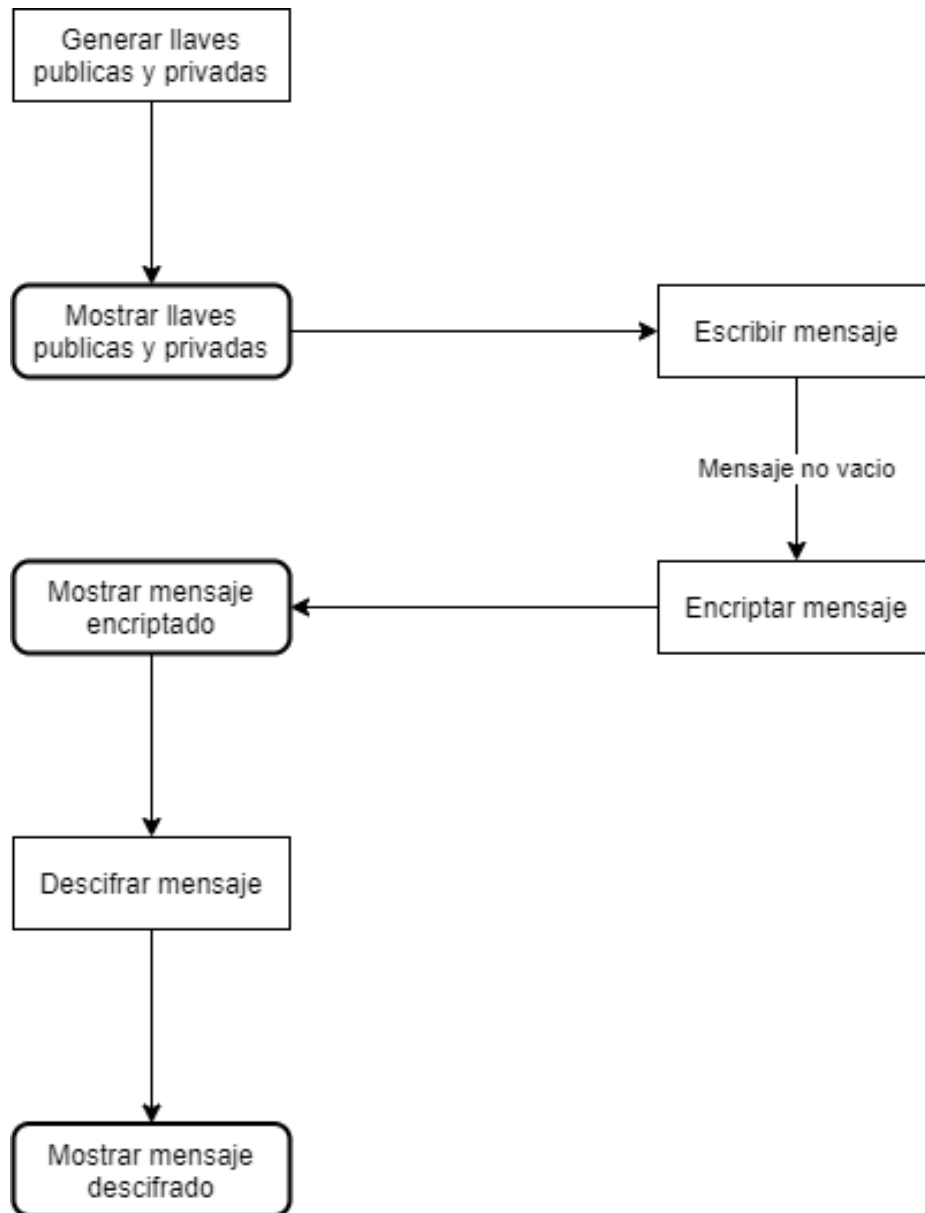 Generar llaves
publicas y privadas
Mostrar llaves
publicas y privadas
Escribir mensaje
Mensaje no vacio
Encriptar mensaje
Mostrar mensaje
encriptado
Descifrar mensaje
Mostrar mensaje
descifrado